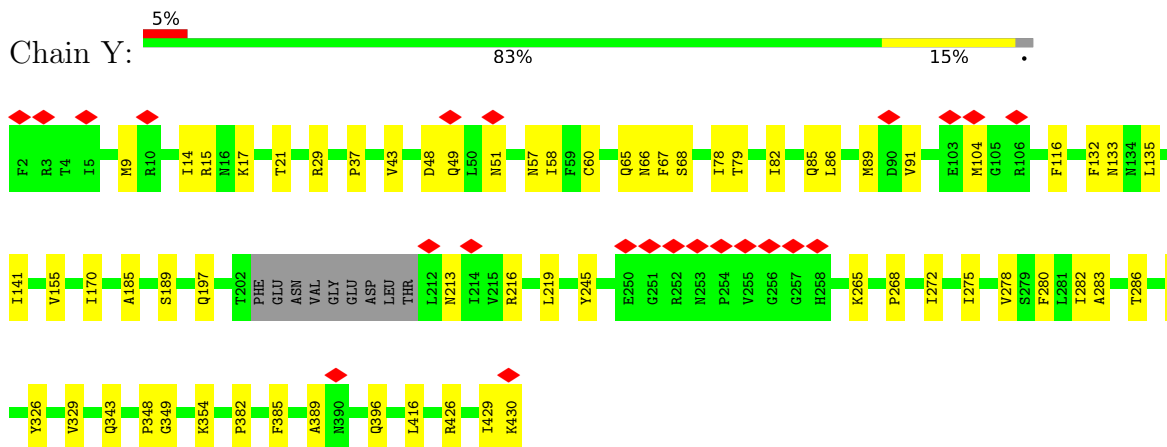 5%
Chain Y:
83% 15% •
F2 R3 T4 I5 M9 R10 I14 R15 N16 K17 T21 R29 P37 V43 D48 Q49 L50 N51 N57 I58 F59 C60 Q65 N66 F67 S68 I78 T79 I82 Q85 L86 M89 D90 V91 E103 M104 G105 R106 F116 F132 N133 N134 L135
I141 V155 I170 A185 S189 Q197 T202 PHE GLU ASN VAL GLY GLU ASP LEU THR L212 N213 I214 V215 R216 L219 Y245 E250 G251 R252 N253 P254 V255 G256 G257 H258 K265 P268 I272 I275 V278 S279 F280 L281 I282 A283 T286
Y326 V329 Q343 P348 G349 K354 P382 F385 A389 N390 Q396 L416 R426 I429 K430